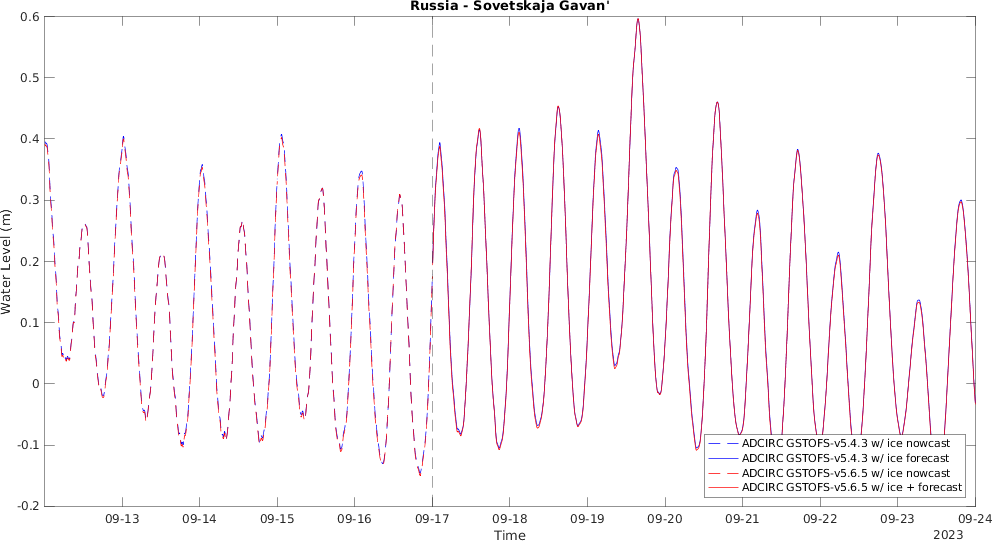 Russia - Sovetskaja Gavan'
0.6
0.5
0.4
0.3
0.2
0.1
0
-0.1
-0.2
Water Level (m)
09-13 09-14 09-15 09-16 09-17 09-18 09-19 09-20 09-21 09-22 09-23 09-24
Time
2023
ADCIRC GSTOFS-v5.4.3 w/ ice nowcast
ADCIRC GSTOFS-v5.4.3 w/ ice forecast
ADCIRC GSTOFS-v5.6.5 w/ ice nowcast
ADCIRC GSTOFS-v5.6.5 w/ ice + forecast